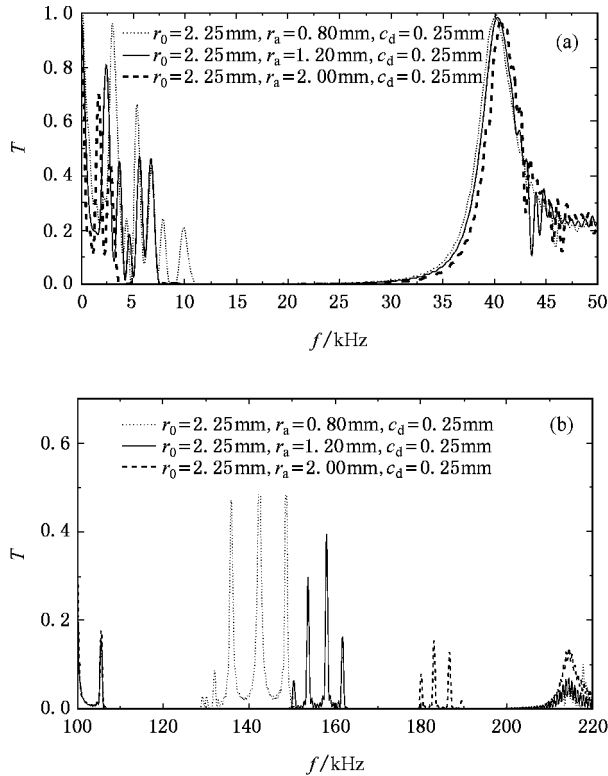 1.0
0.8
0.6
0.4
0.2
0.0
T
r0=2.25mm, ra=0.80mm, cd=0.25mm
r0=2.25mm, ra=1.20mm, cd=0.25mm
r0=2.25mm, ra=2.00mm, cd=0.25mm
(a)
0 5 10 15 20 25 30 35 40 45 50
f/kHz
0.6
0.4
0.2
0.0
T
r0=2.25mm, ra=0.80mm, cd=0.25mm
r0=2.25mm, ra=1.20mm, cd=0.25mm
r0=2.25mm, ra=2.00mm, cd=0.25mm
(b)
100 120 140 160 180 200 220
f/kHz